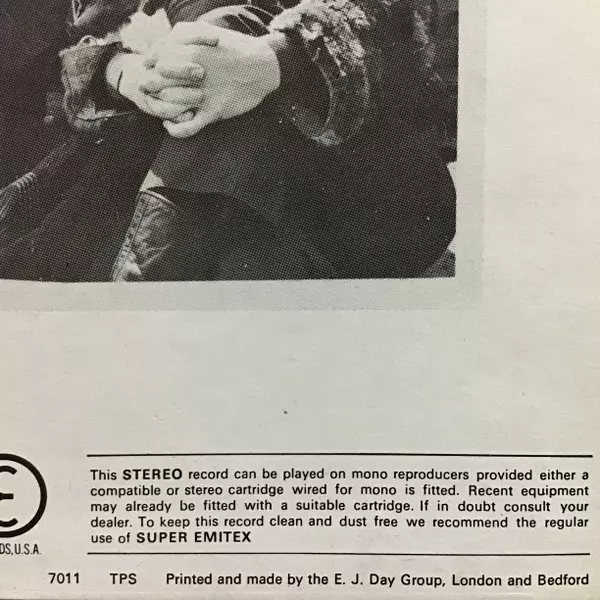 This STEREO record can be played on mono reproducers provided either a
compatible or stereo cartridge wired for mono is fitted. Recent equipment
may already be fitted with a suitable cartridge. If in doubt consult your
dealer. To keep this record clean and dust free we recommend the regular
use of SUPER EMITEX
DS, U.S.A.
7011 TPS Printed and made by the E. J. Day Group, London and Bedford